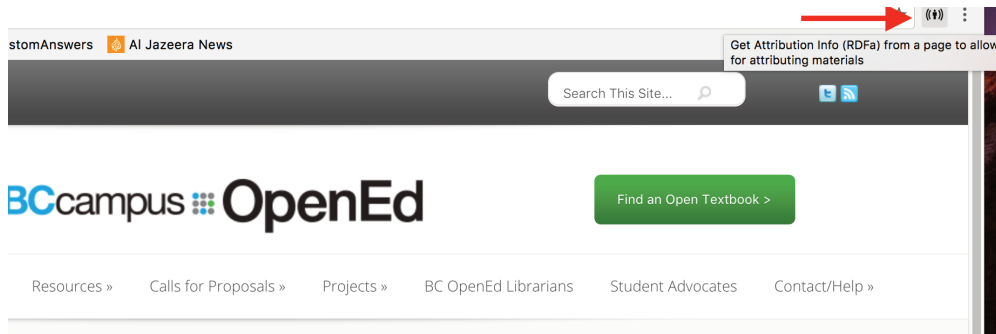 stomAnswers Al Jazeera News
Get Attribution Info (RDFa) from a page to allow
for attributing materials
Search This Site...
BCcampus OpenEd
Find an Open Textbook >
Resources » Calls for Proposals » Projects » BC OpenEd Librarians Student Advocates Contact/Help »